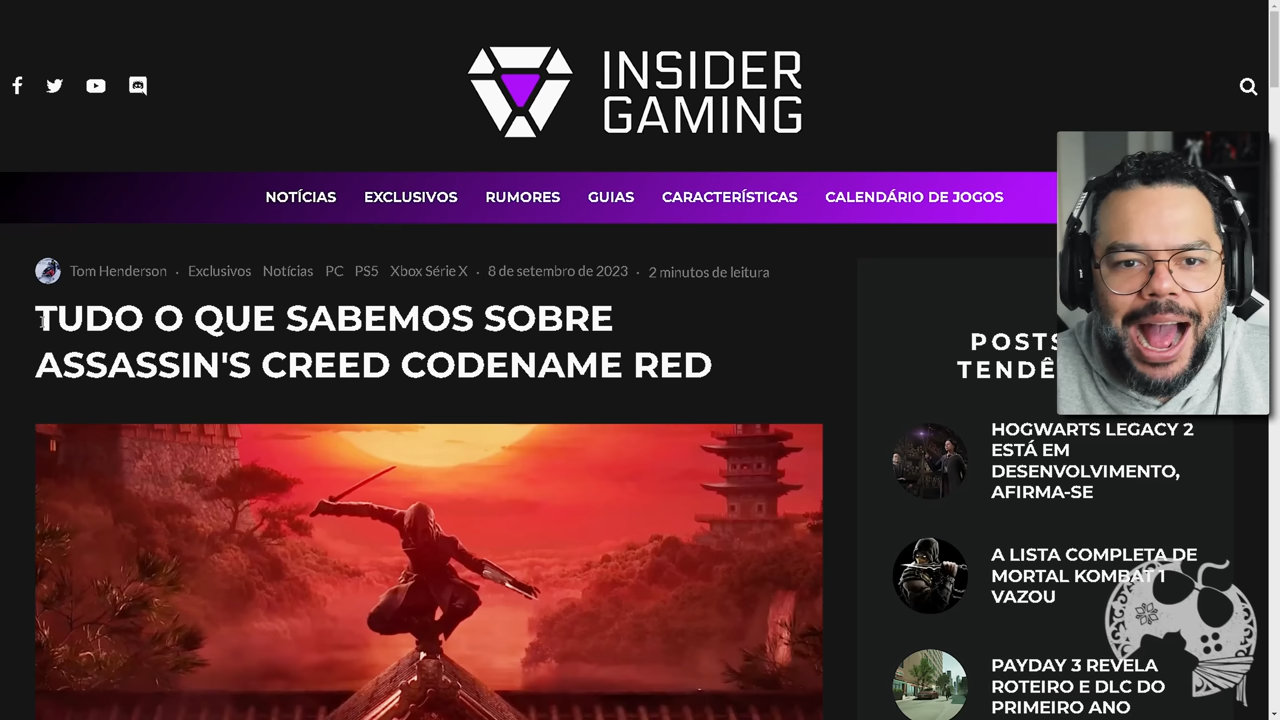 INSIDER
GAMING
NOTÍCIAS EXCLUSIVOS RUMORES GUIAS CARACTERÍSTICAS CALENDÁRIO DE JOGOS
Tom Henderson · Exclusivos Notícias PC PS5 Xbox Série X · 8 de setembro de 2023 · 2 minutos de leitura
TUDO O QUE SABEMOS SOBRE
ASSASSIN'S CREED CODENAME RED
POSTS
TENDÊ
HOGWARTS LEGACY 2
ESTÁ EM
DESENVOLVIMENTO,
AFIRMA-SE
A LISTA COMPLETA DE
MORTAL KOMBAT 1
VAZOU
PAYDAY 3 REVELA
ROTEIRO E DLC DO
PRIMEIRO ANO